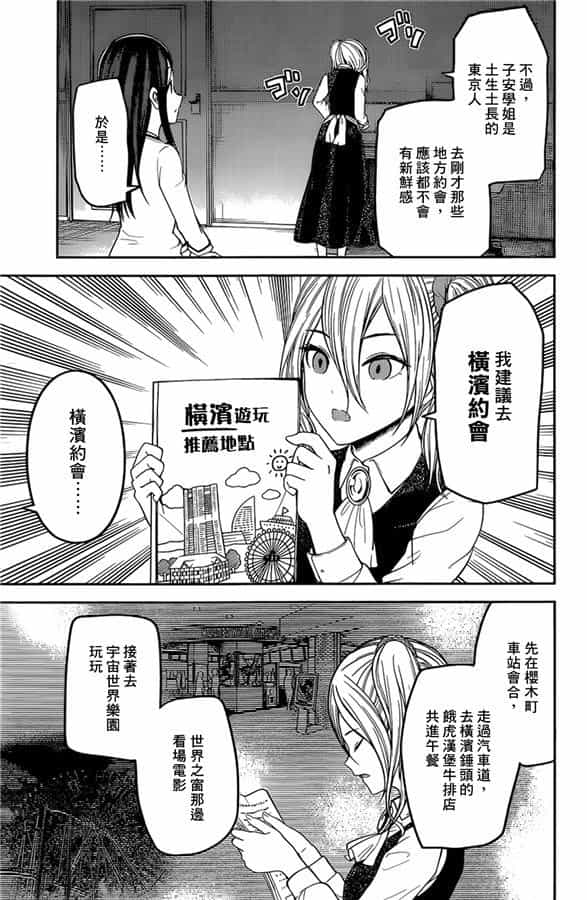 不過，
子安學姐是
土生土長的
東京人
去剛才那些
地方約會，
應該都不會
有新鮮感
ゴソ
ゴソ
於是……
我建議去
橫濱約會
橫濱遊玩
推薦地點
橫濱約會……
先在櫻木町
車站會合，
走過汽車道，
去橫濱錘頭的
餓虎漢堡牛排店
共進午餐
世界之窗那邊
看場電影
接著去
宇宙世界樂園
玩玩